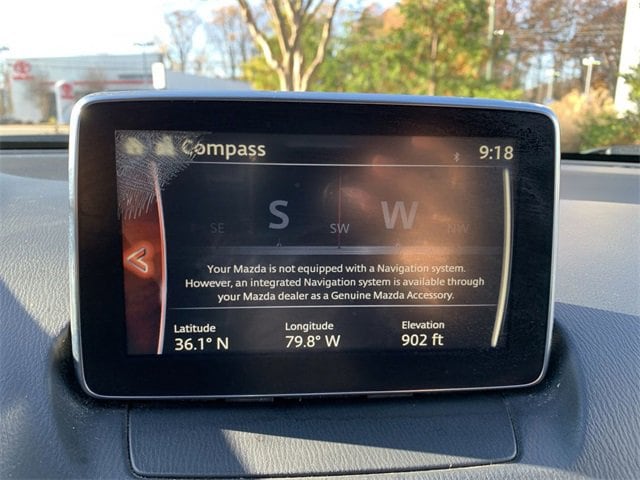 Compass 9:18
SE S SW W NW
Your Mazda is not equipped with a Navigation system.
However, an integrated Navigation system is available through
your Mazda dealer as a Genuine Mazda Accessory.
Latitude Longitude Elevation
36.1° N 79.8° W 902 ft